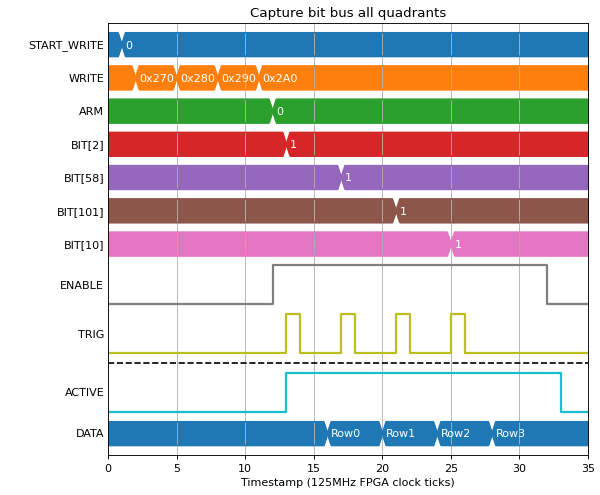 Capture bit bus all quadrants
START_WRITE 0
WRITE 0x270 0x280 0x290 0x2A0
ARM 0
BIT[2] 1
BIT[58] 1
BIT[101] 1
BIT[10] 1
ENABLE
TRIG
ACTIVE
DATA Row0 Row1 Row2 Row3
0 5 10 15 20 25 30 35
Timestamp (125MHz FPGA clock ticks)